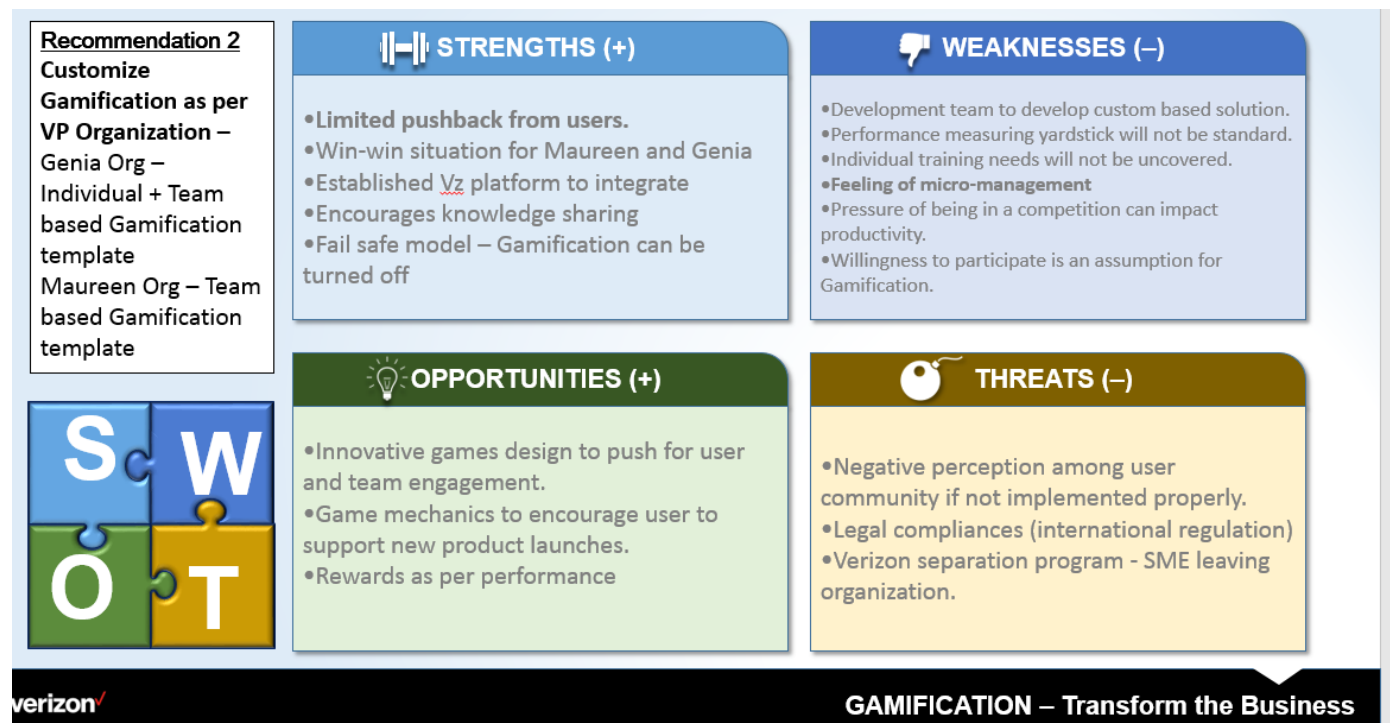 Recommendation 2
Customize
Gamification as per
VP Organization –
Genia Org –
Individual + Team
based Gamification
template
Maureen Org – Team
based Gamification
template
STRENGTHS (+)
•Limited pushback from users.
•Win-win situation for Maureen and Genia
•Established Vz platform to integrate
•Encourages knowledge sharing
•Fail safe model – Gamification can be
turned off
WEAKNESSES (–)
•Development team to develop custom based solution.
•Performance measuring yardstick will not be standard.
•Individual training needs will not be uncovered.
•Feeling of micro-management
•Pressure of being in a competition can impact
productivity.
•Willingness to participate is an assumption for
Gamification.
S W
O T
OPPORTUNITIES (+)
•Innovative games design to push for user
and team engagement.
•Game mechanics to encourage user to
support new product launches.
•Rewards as per performance
THREATS (–)
•Negative perception among user
community if not implemented properly.
•Legal compliances (international regulation)
•Verizon separation program - SME leaving
organization.
verizon✓
GAMIFICATION – Transform the Business